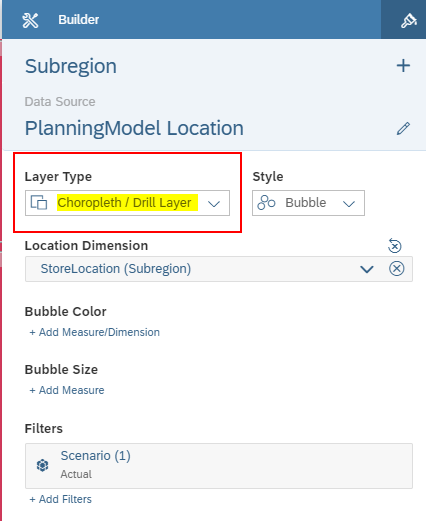 Builder
Subregion
Data Source
PlanningModel Location
Layer Type
Style
Choropleth / Drill Layer
Bubble
Location Dimension
StoreLocation (Subregion)
Bubble Color
+ Add Measure/Dimension
Bubble Size
+ Add Measure
Filters
Scenario (1)
Actual
+ Add Filters